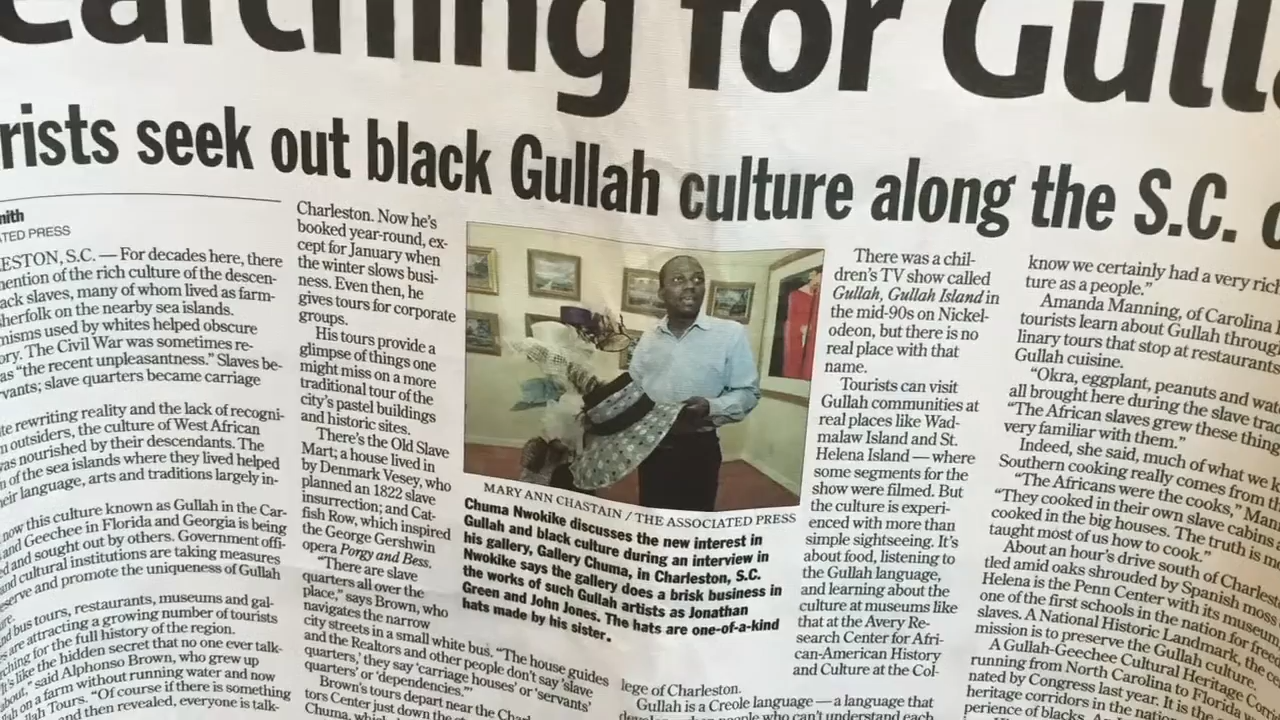 earching for Gulla
rists seek out black Gullah culture along the S.C.
mith
ATED PRESS
ESTON, S.C. — For decades here, there
mention of the rich culture of the descen-
ack slaves, many of whom lived as farm-
herfolk on the nearby sea islands.
misms used by whites helped obscure
ory. The Civil War was sometimes re-
as "the recent unpleasantness." Slaves be-
vants; slave quarters became carriage
te rewriting reality and the lack of recogni-
n outsiders, the culture of West African
as nourished by their descendants. The
n of the sea islands where they lived helped
eir language, arts and traditions largely in-
now this culture known as Gullah in the Car-
and Geechee in Florida and Georgia is being
ed and sought out by others. Government offi-
and cultural institutions are taking measures
serve and promote the uniqueness of Gullah
ure.
nd bus tours, restaurants, museums and gal-
s are attracting a growing number of tourists
rching for the full history of the region.
It's like the hidden secret that no one ever talk-
about," said Alphonso Brown, who grew up
on a farm without running water and now
lah Tours. "Of course if there is something
and then revealed, everyone is talk-
Charleston. Now he's
booked year-round, ex-
cept for January when
the winter slows busi-
ness. Even then, he
gives tours for corporate
groups.
His tours provide a
glimpse of things one
might miss on a more
traditional tour of the
city's pastel buildings
and historic sites.
There's the Old Slave
Mart; a house lived in
by Denmark Vesey, who
planned an 1822 slave
insurrection; and Cat-
fish Row, which inspired
the George Gershwin
opera Porgy and Bess.
"There are slave
quarters all over the
place," says Brown, who
navigates the narrow
city streets in a small white bus. "The house guides
and the Realtors and other people don't say 'slave
quarters,' they say 'carriage houses' or 'servants'
quarters' or 'dependencies.'"
Brown's tours depart near the Char
tors Center just down the
Chuma, which
MARY ANN CHASTAIN / THE ASSOCIATED PRESS
Chuma Nwokike discusses the new interest in
Gullah and black culture during an interview in
his gallery, Gallery Chuma, in Charleston, S.C.
Nwokike says the gallery does a brisk business in
the works of such Gullah artists as Jonathan
Green and John Jones. The hats are one-of-a-kind
hats made by his sister.
There was a chil-
dren's TV show called
Gullah, Gullah Island in
the mid-90s on Nickel-
odeon, but there is no
real place with that
name.
Tourists can visit
Gullah communities at
real places like Wad-
malaw Island and St.
Helena Island — where
some segments for the
show were filmed. But
the culture is experi-
enced with more than
simple sightseeing. It's
about food, listening to
the Gullah language,
and learning about the
culture at museums like
that at the Avery Re-
search Center for Afri-
can-American History
and Culture at the Col-
lege of Charleston.
Gullah is a Creole language — a language that
people who can't understand each
know we certainly had a very rich
ture as a people."
Amanda Manning, of Carolina
tourists learn about Gullah through
linary tours that stop at restaurants
Gullah cuisine.
"Okra, eggplant, peanuts and wat
all brought here during the slave trad
"The African slaves grew these thing
very familiar with them."
Indeed, she said, much of what we k
Southern cooking really comes from th
"The Africans were the cooks," Man
"They cooked in their own slave cabins
cooked in the big houses. The truth is
taught most of us how to cook."
About an hour's drive south of Charlest
tled amid oaks shrouded by Spanish moss
Helena is the Penn Center with its museum
one of the first schools in the nation for freed
slaves. A National Historic Landmark, the ce
mission is to preserve the Gullah culture.
A Gullah-Geechee Cultural Heritage Corri
running from North Carolina to Florida w
nated by Congress last year. It is the
heritage corridors in the nation
perience of blacks.